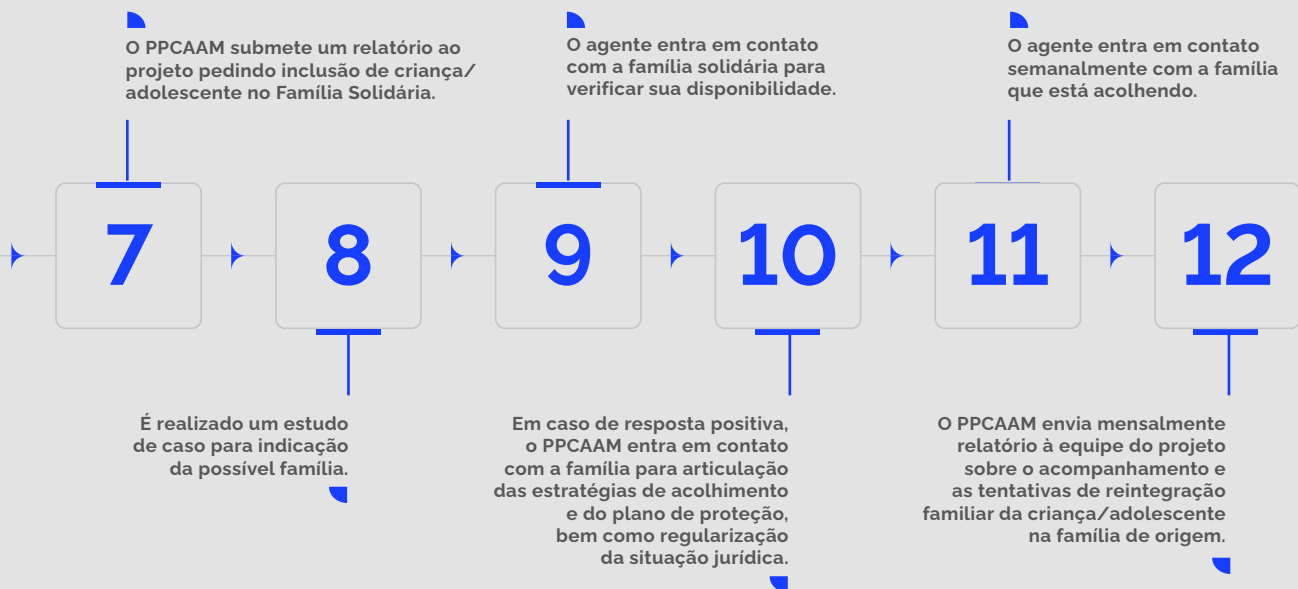 O PPCAAM submete um relatório ao
projeto pedindo inclusão de criança/
adolescente no Família Solidária.
O agente entra em contato
com a família solidária para
verificar sua disponibilidade.
O agente entra em contato
semanalmente com a família
que está acolhendo.
7
8
9
10
11
12
É realizado um estudo
de caso para indicação
da possível família.
Em caso de resposta positiva,
o PPCAAM entra em contato
com a família para articulação
das estratégias de acolhimento
e do plano de proteção,
bem como regularização
da situação jurídica.
O PPCAAM envia mensalmente
relatório à equipe do projeto
sobre o acompanhamento e
as tentativas de reintegração
familiar da criança/adolescente
na família de origem.